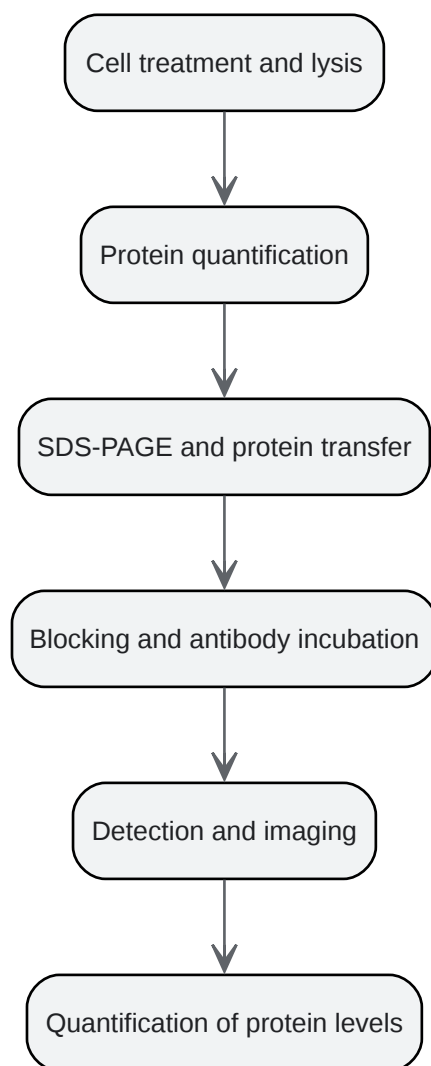 Cell treatment and lysis
Protein quantification
SDS-PAGE and protein transfer
Blocking and antibody incubation
Detection and imaging
Quantification of protein levels